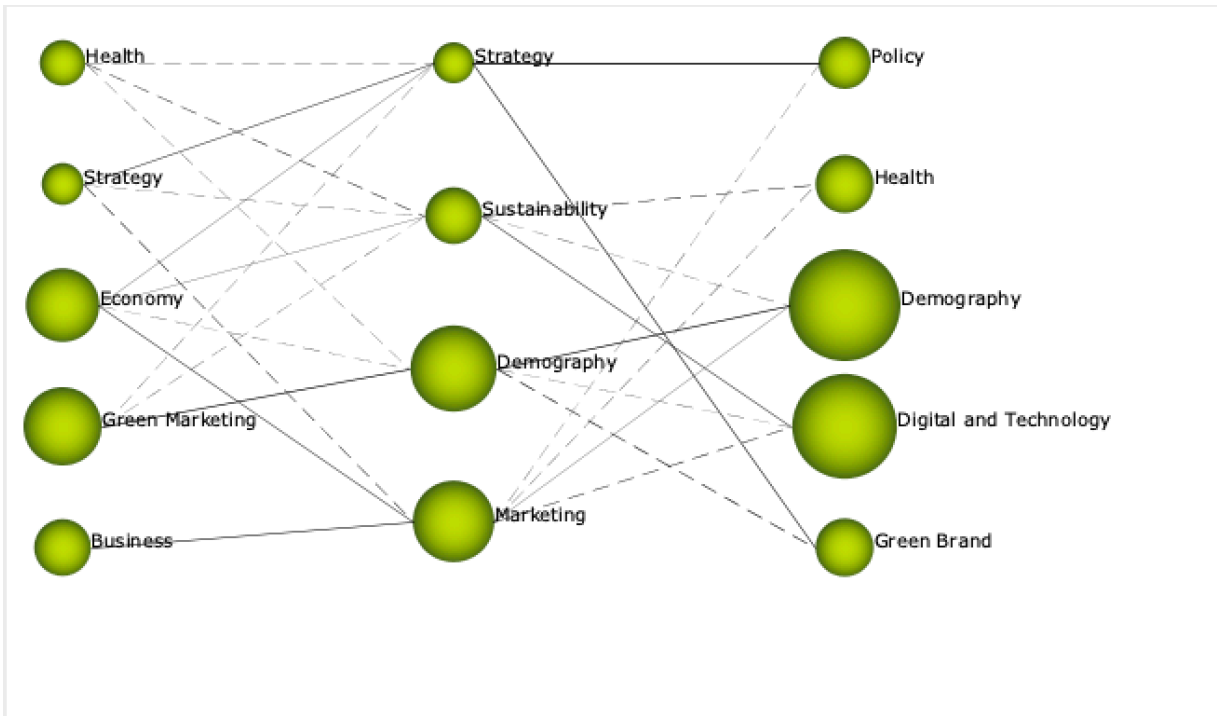 Health
Strategy
Economy
Green Marketing
Business
Strategy
Sustainability
Demography
Marketing
Policy
Health
Demography
Digital and Technology
Green Brand